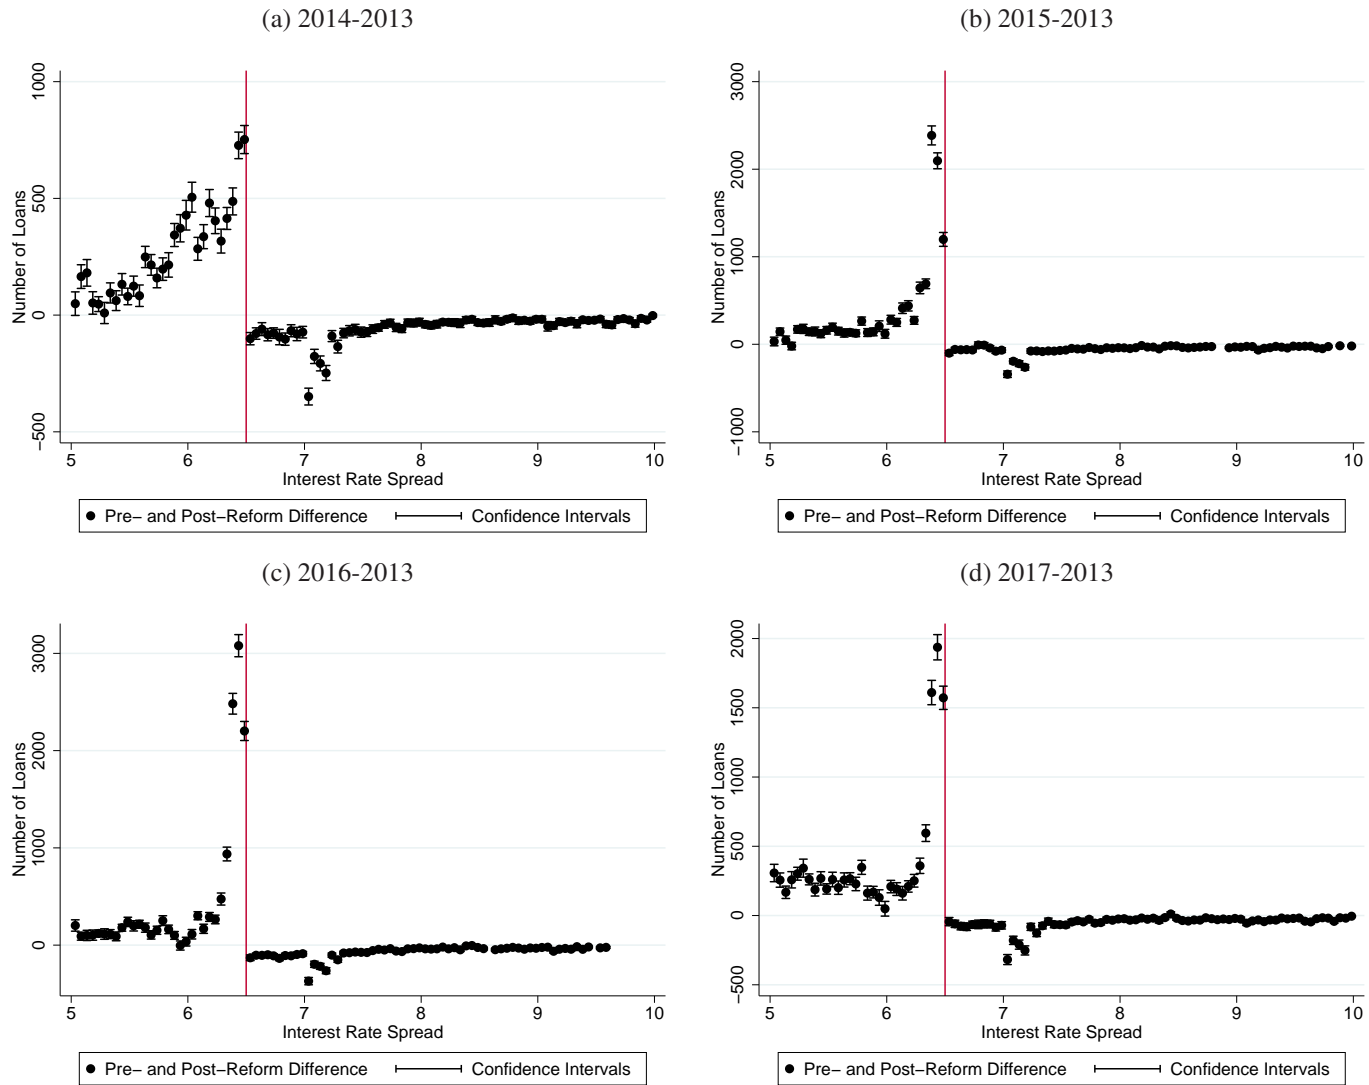 (a) 2014-2013
(b) 2015-2013
Number of Loans
1000
500
0
−500
5 6 7 8 9 10
Interest Rate Spread
Pre− and Post−Reform Difference Confidence Intervals
Number of Loans
3000
2000
1000
0
−1000
5 6 7 8 9 10
Interest Rate Spread
Pre− and Post−Reform Difference Confidence Intervals
(c) 2016-2013
(d) 2017-2013
Number of Loans
3000
2000
1000
0
5 6 7 8 9 10
Interest Rate Spread
Pre− and Post−Reform Difference Confidence Intervals
Number of Loans
2000
1500
1000
500
0
−500
5 6 7 8 9 10
Interest Rate Spread
Pre− and Post−Reform Difference Confidence Intervals